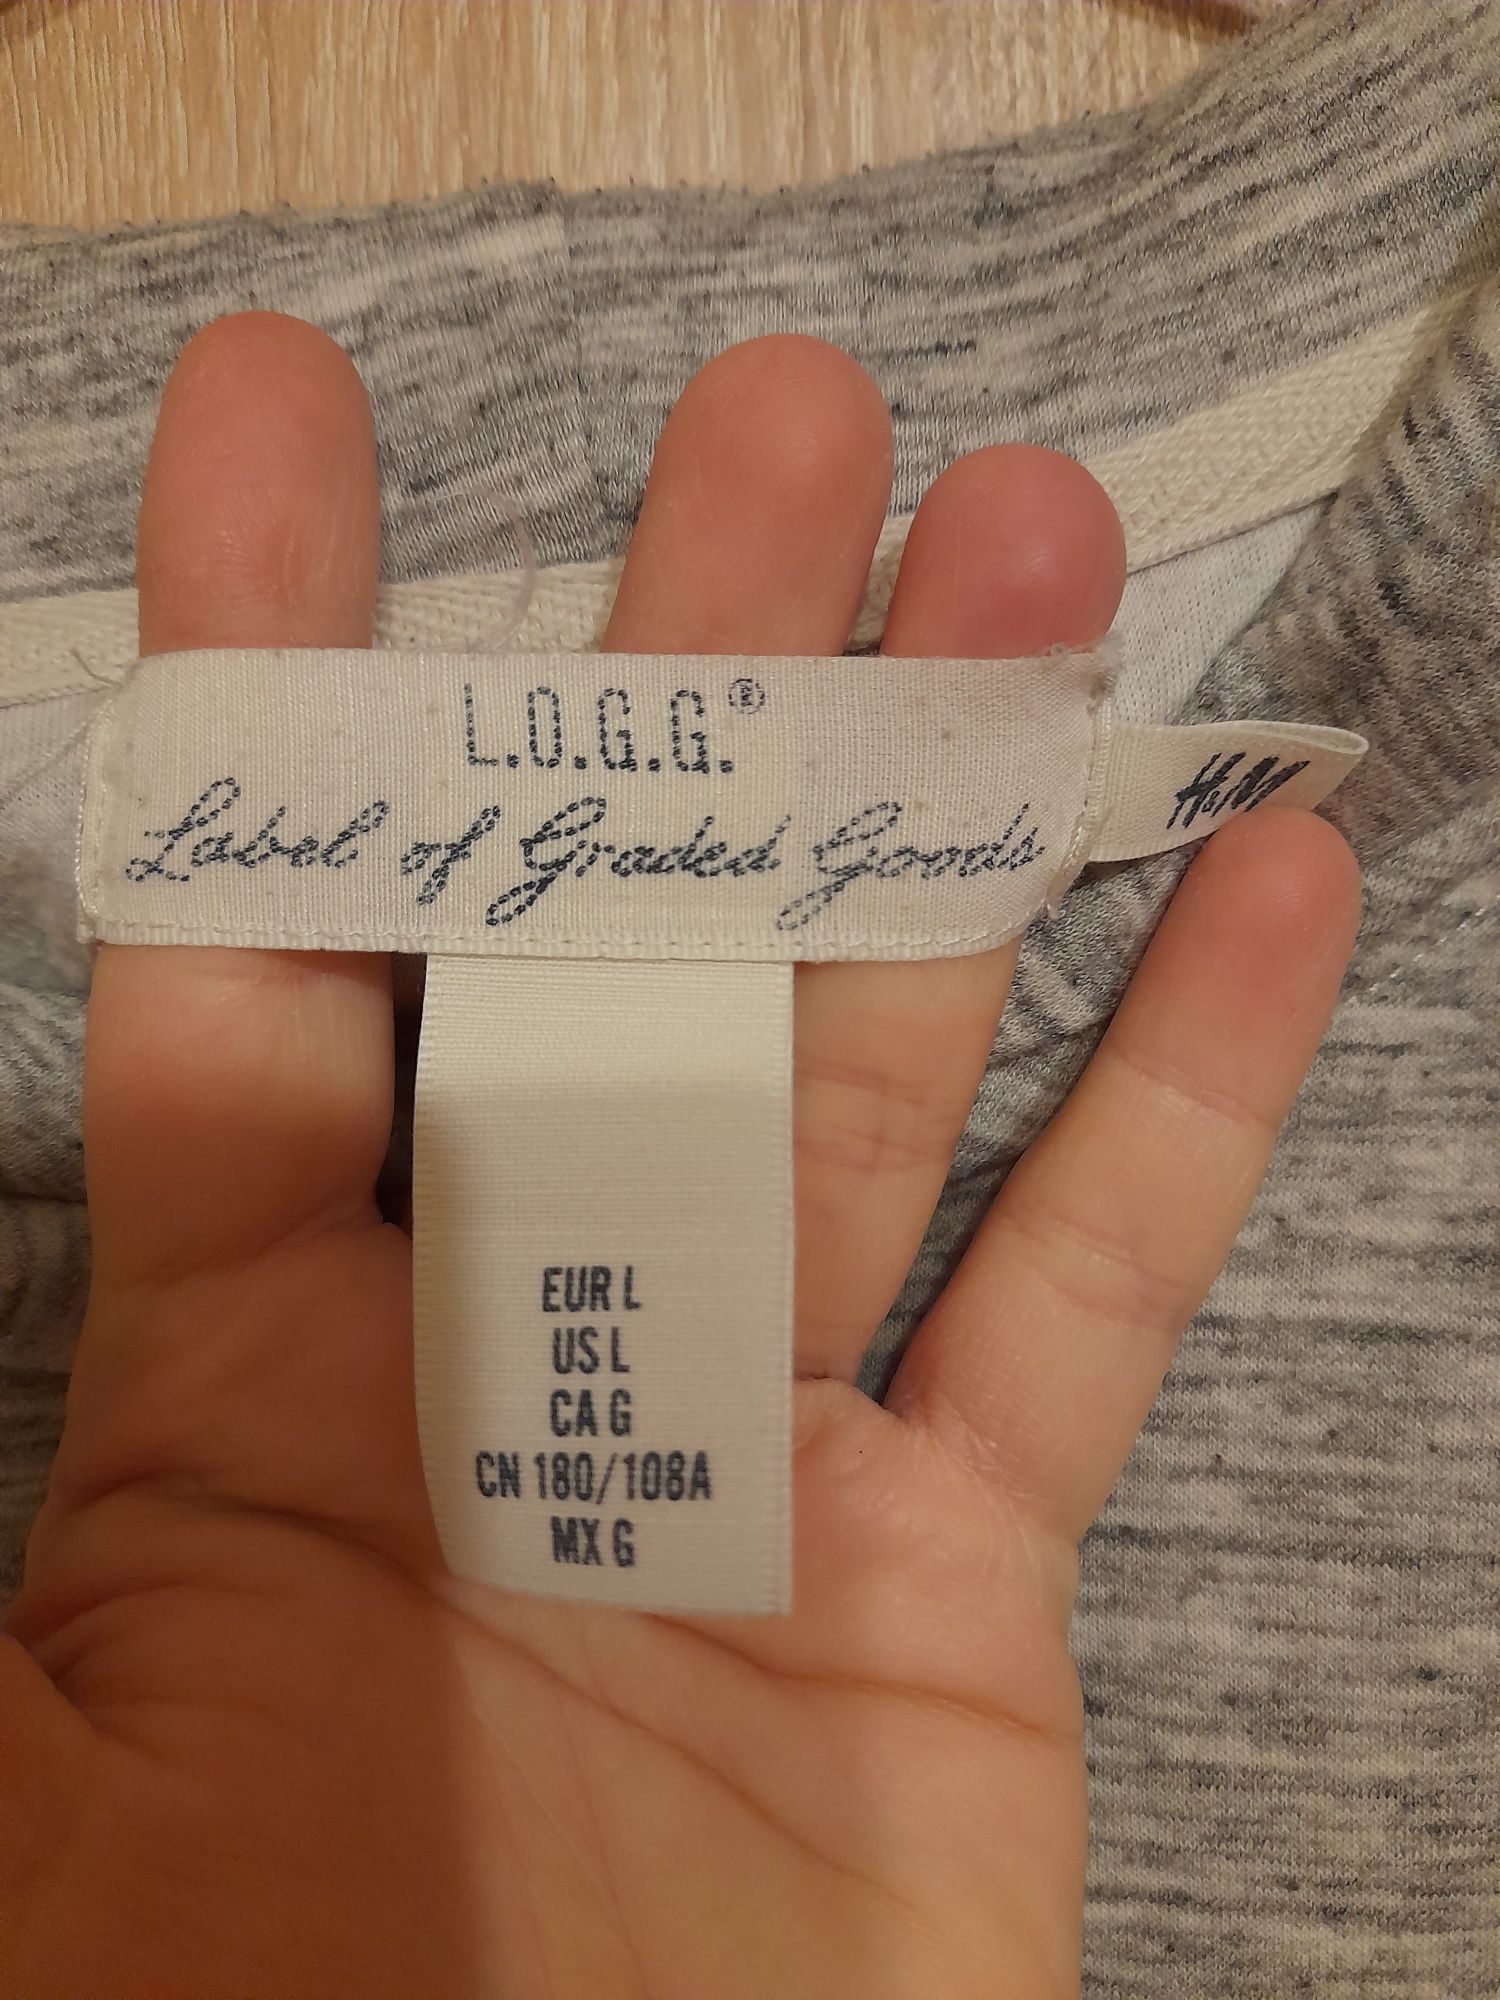 L.O.G.G.®
Label of Graded Goods
H&M
EUR L
US L
CA G
CN 180/108A
MX G